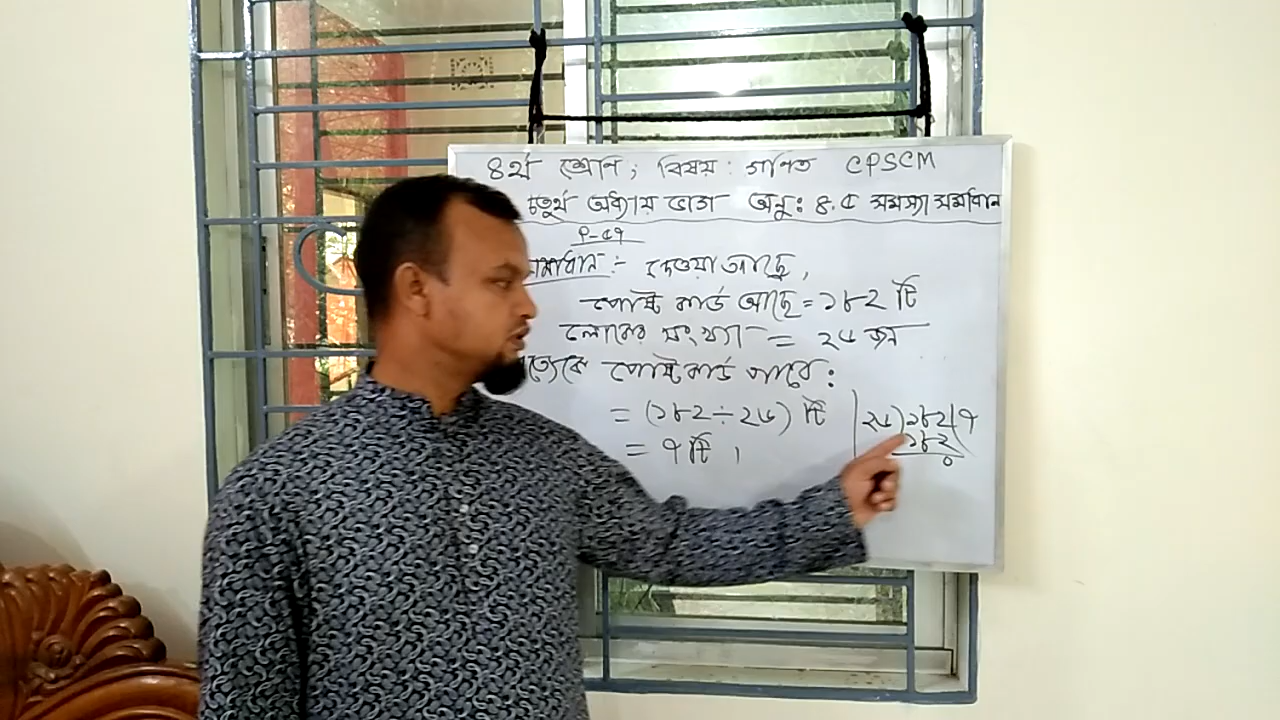 ৪র্থ শ্রেণি ; বিষয় : গণিত CPSCM
চতুর্থ অধ্যায় ভাগ অনু: ৪.৫ সমস্যা সমাধান
P-৫৭
সমাধান :- দেওয়া আছে,
পোস্ট কার্ড আছে = ১৮২ টি
লোকের সংখ্যা = ২৬ জন
প্রত্যেকে পোস্টকার্ড পাবে :
= (১৮২ ÷ ২৬) টি
= ৭ টি ।
২৬) ১৮২ ( ৭
১৮২
০